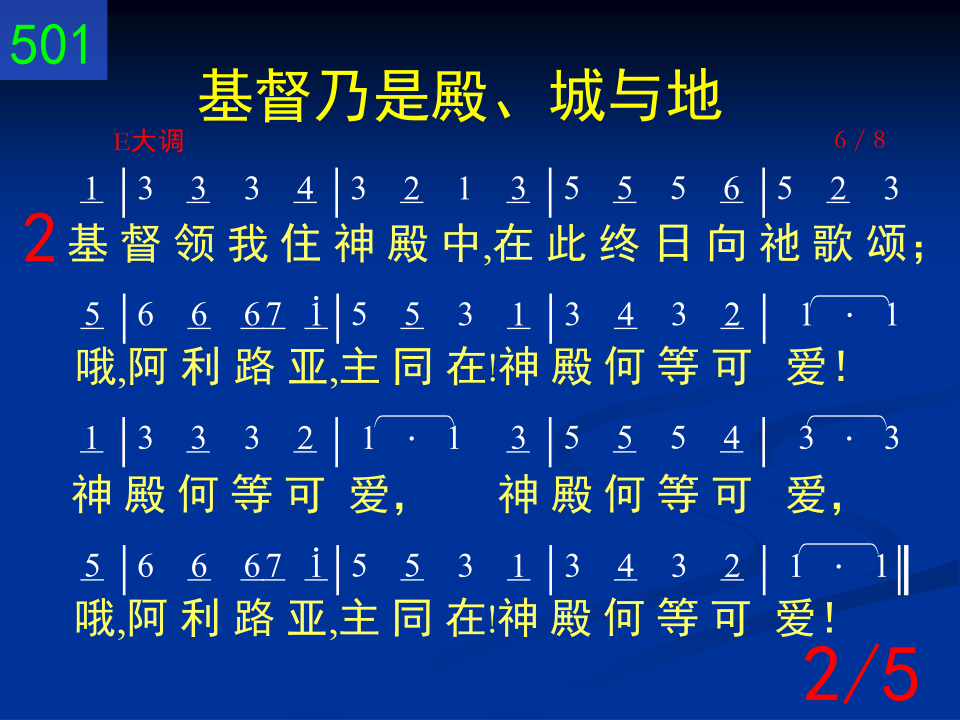 501
基督乃是殿、城与地
E大调 6/8
1 | 3 3 3 4 | 3 2 1 3 | 5 5 5 6 | 5 2 3
2 基督领我住神殿中,在此终日向祂歌颂；
5 | 6 6 67 i | 5 5 3 1 | 3 4 3 2 | 1 · 1
哦,阿利路亚,主同在!神殿何等可爱！
1 | 3 3 3 2 | 1 · 1 3 | 5 5 5 4 | 3 · 3
神殿何等可爱， 神殿何等可爱，
5 | 6 6 67 i | 5 5 3 1 | 3 4 3 2 | 1 · 1 ‖
哦,阿利路亚,主同在!神殿何等可爱！
2/5